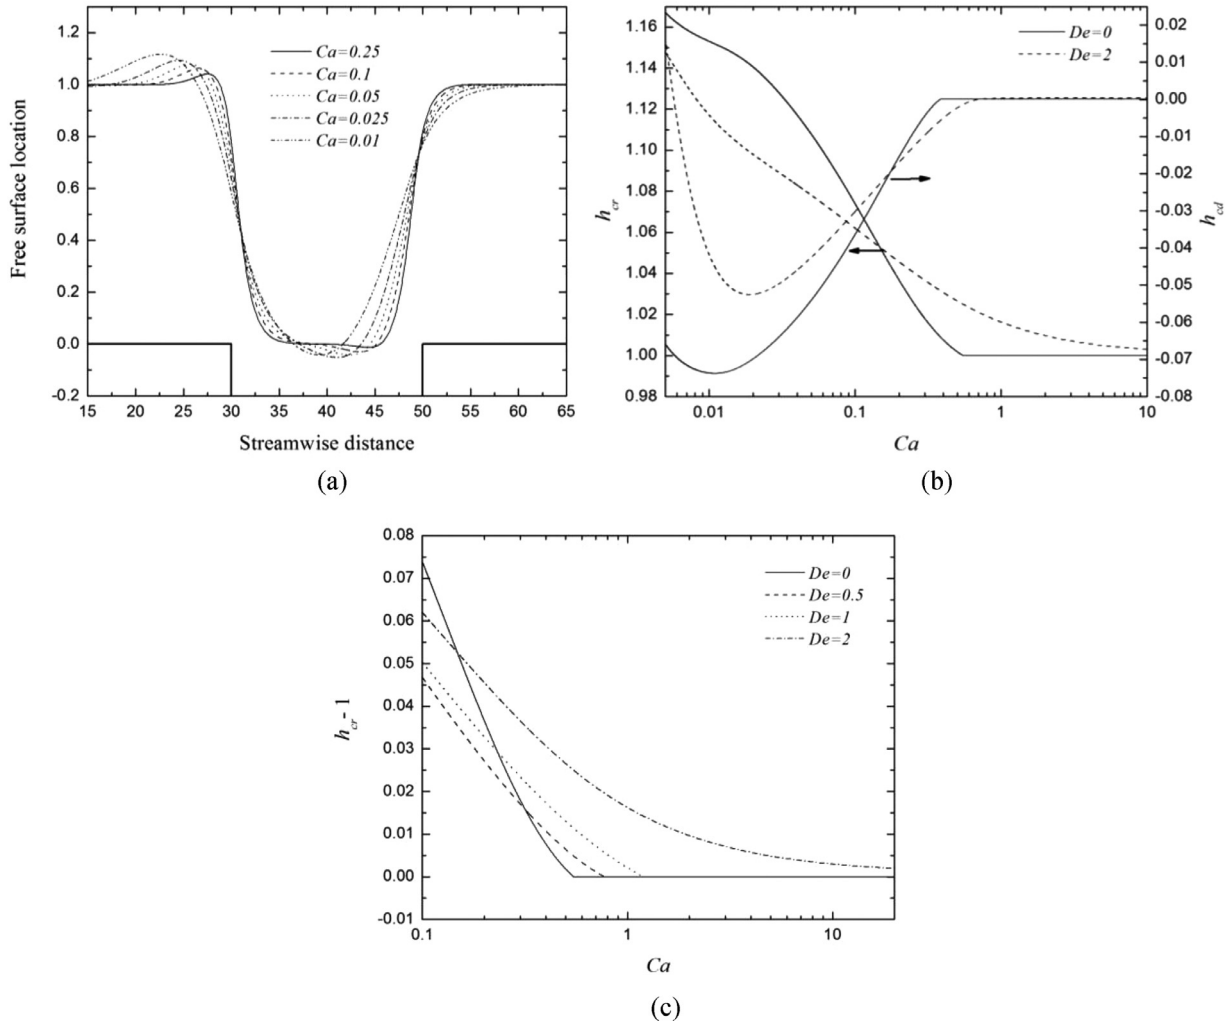 1.2
1.0
0.8
0.6
0.4
0.2
0.0
-0.2
Free surface location
Ca=0.25
Ca=0.1
Ca=0.05
Ca=0.025
Ca=0.01
15 20 25 30 35 40 45 50 55 60 65
Streamwise distance
(a)
1.16
1.14
1.12
1.10
1.08
1.06
1.04
1.02
1.00
0.98
h_cr
De=0
De=2
0.02
0.01
0.00
-0.01
-0.02
-0.03
-0.04
-0.05
-0.06
-0.07
-0.08
h_cd
0.01 0.1 1 10
Ca
(b)
0.08
0.07
0.06
0.05
0.04
0.03
0.02
0.01
0.00
-0.01
h_cr - 1
De=0
De=0.5
De=1
De=2
0.1 1 10
Ca
(c)